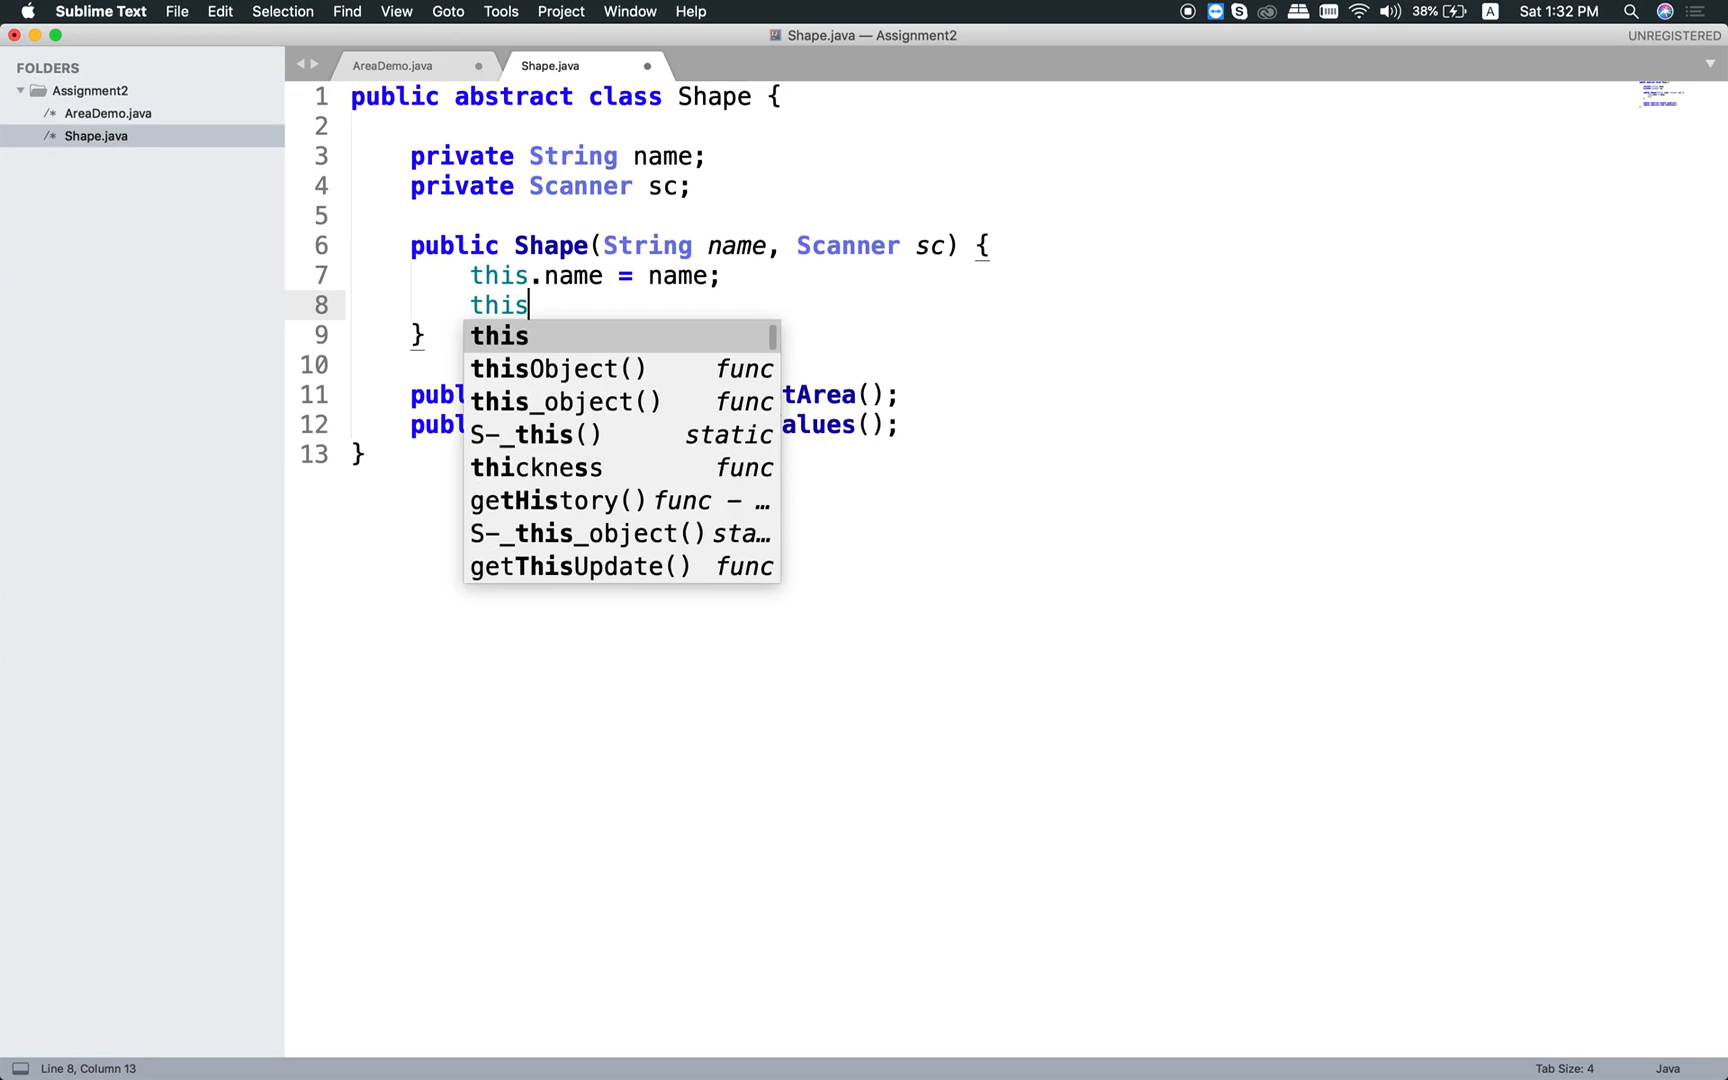 Sublime Text File Edit Selection Find View Goto Tools Project Window Help 38% A Sat 1:32 PM
Shape.java — Assignment2 UNREGISTERED
FOLDERS
Assignment2
/* AreaDemo.java
/* Shape.java
AreaDemo.java Shape.java
1 public abstract class Shape {
2
3 private String name;
4 private Scanner sc;
5
6 public Shape(String name, Scanner sc) {
7 this.name = name;
8 this
9 }
10
11 publ tArea();
12 publ alues();
13 }
this
thisObject() func
this_object() func
S-_this() static
thickness func
getHistory() func - …
S-_this_object() sta…
getThisUpdate() func
Line 8, Column 13 Tab Size: 4 Java